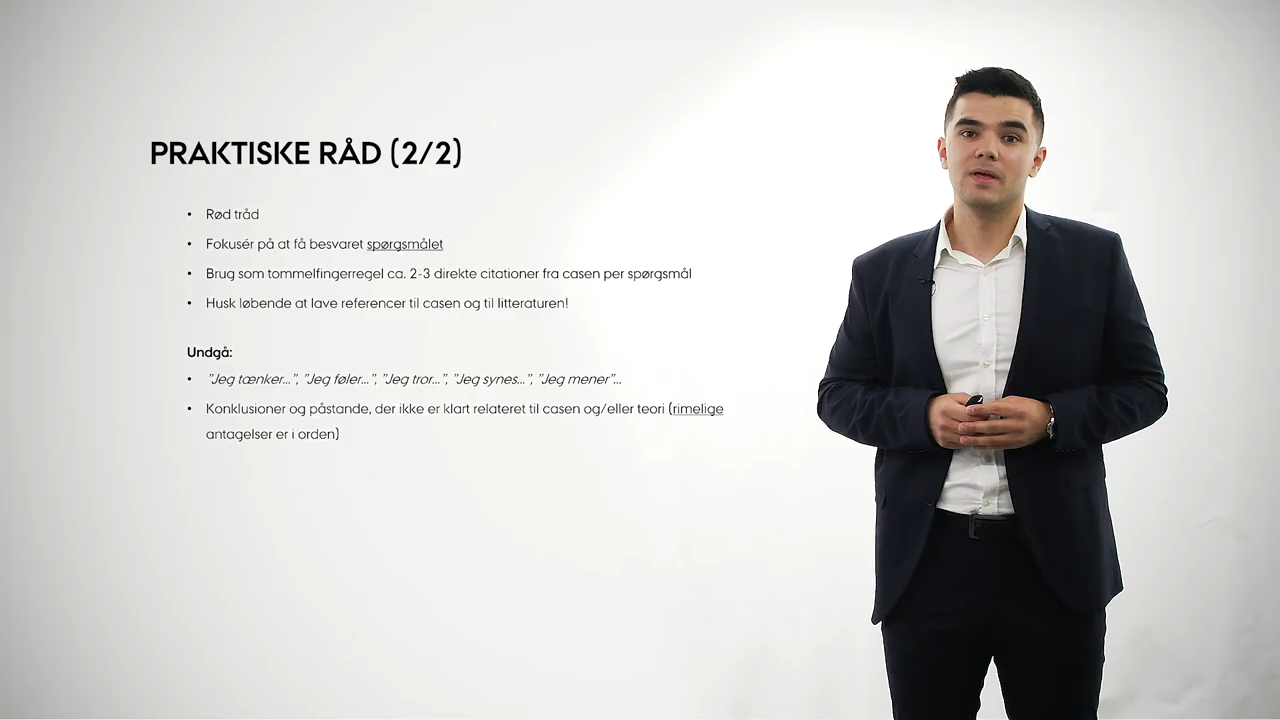 PRAKTISKE RÅD (2/2)
• Rød tråd
• Fokusér på at få besvaret spørgsmålet
• Brug som tommelfingerregel ca. 2-3 direkte citationer fra casen per spørgsmål
• Husk løbende at lave referencer til casen og til litteraturen!
Undgå:
• "Jeg tænker...", "Jeg føler...", "Jeg tror...", "Jeg synes...", "Jeg mener"...
• Konklusioner og påstande, der ikke er klart relateret til casen og/eller teori (rimelige
antagelser er i orden)